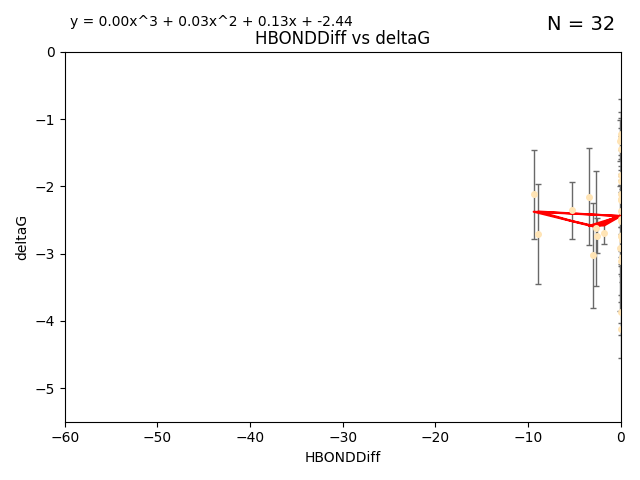 y = 0.00x^3 + 0.03x^2 + 0.13x + -2.44
N = 32
HBONDDiff vs deltaG
0
−1
−2
−3
−4
−5
deltaG
−60 −50 −40 −30 −20 −10 0
HBONDDiff